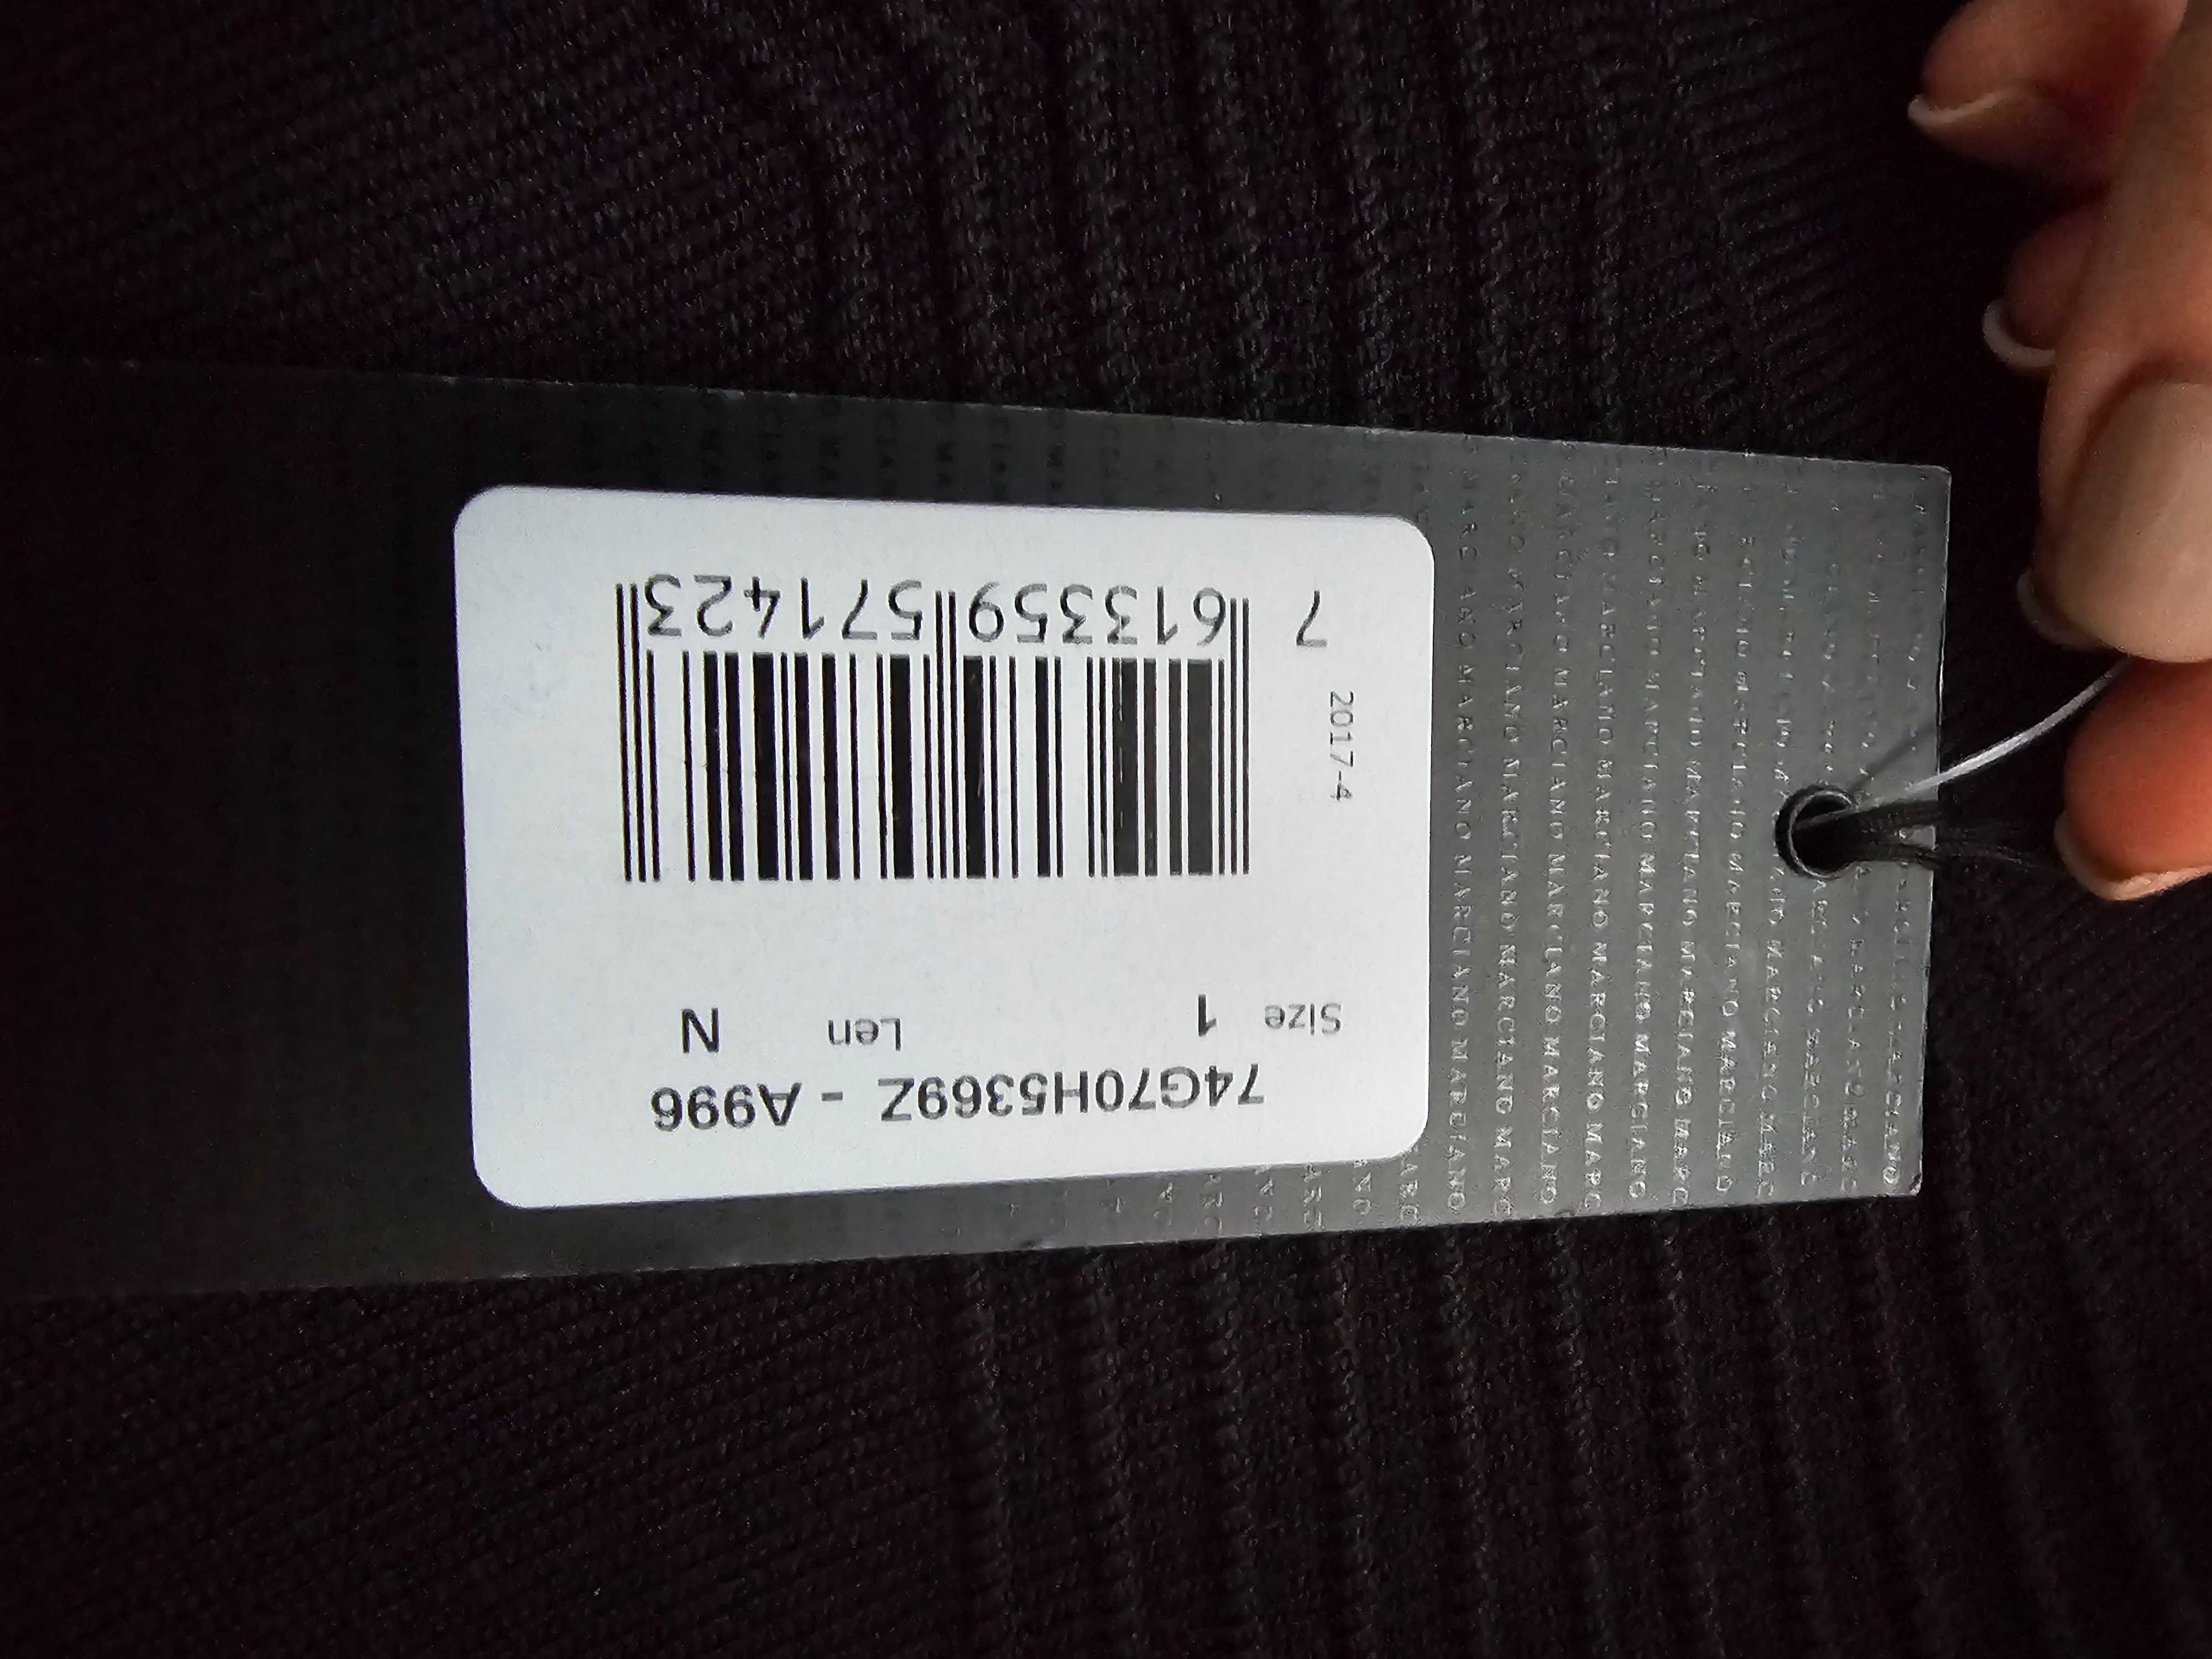 74G70H5369Z - A996
Size 1 Len N
2017-4
7 613359 571423
MARCIANO MARCIANO MARCIANO